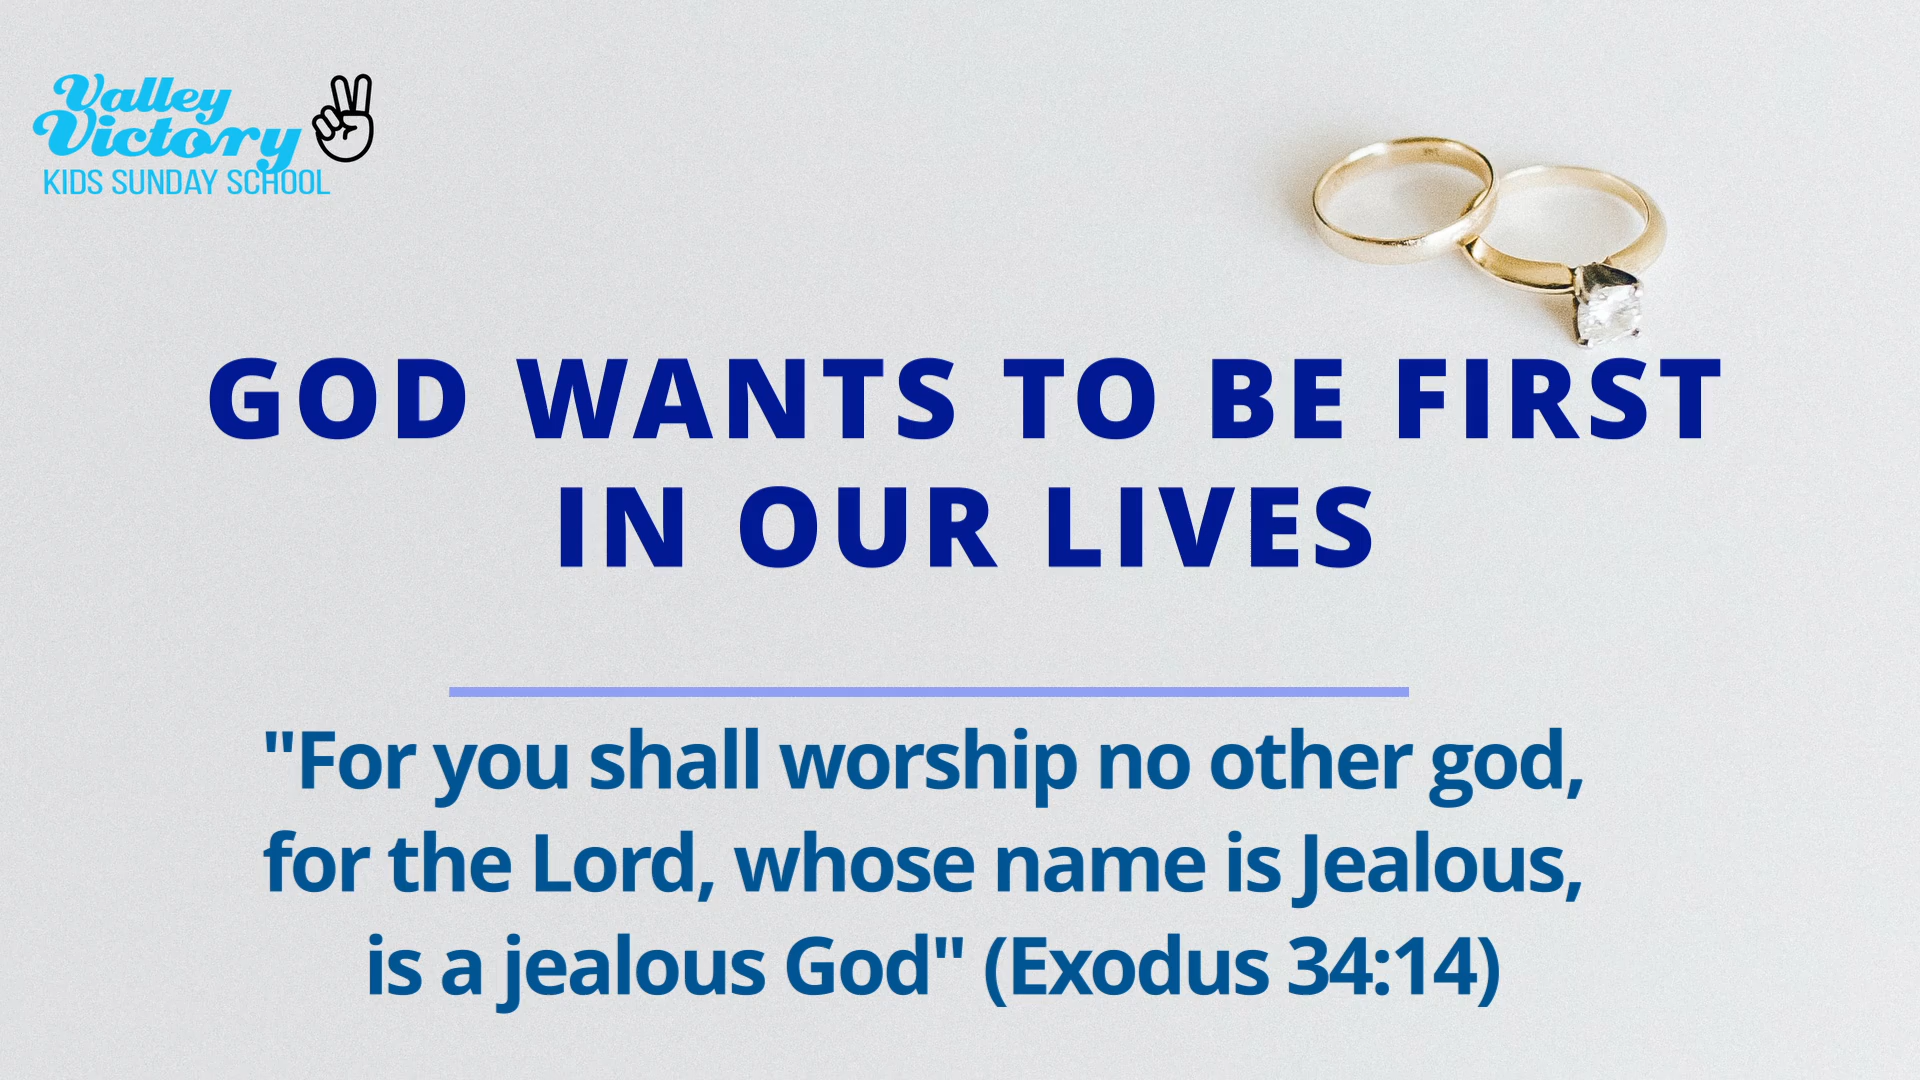 Valley
Victory
KIDS SUNDAY SCHOOL
GOD WANTS TO BE FIRST
IN OUR LIVES
"For you shall worship no other god,
for the Lord, whose name is Jealous,
is a jealous God" (Exodus 34:14)